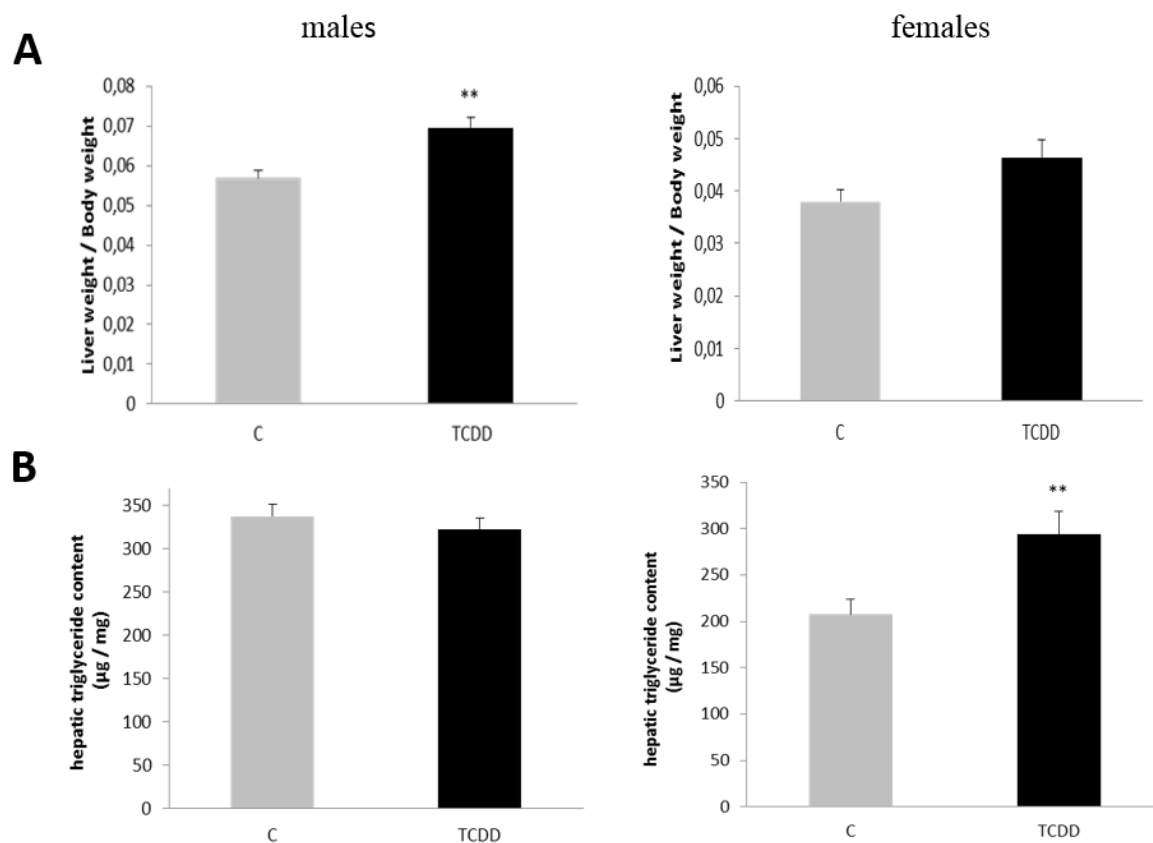 males
females
A
Liver weight / Body weight
0,08
0,07
0,06
0,05
0,04
0,03
0,02
0,01
0
**
C
TCDD
Liver weight / Body weight
0,06
0,05
0,04
0,03
0,02
0,01
0
C
TCDD
B
hepatic triglyceride content
(µg / mg)
350
300
250
200
150
100
50
0
C
TCDD
hepatic triglyceride content
(µg / mg)
350
300
250
200
150
100
50
0
**
C
TCDD